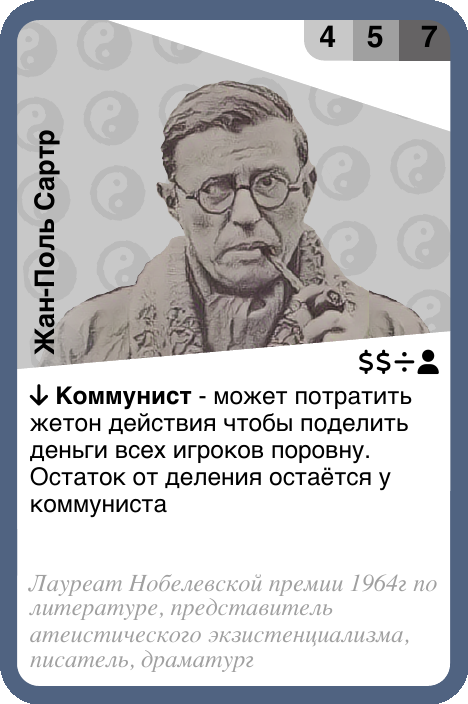 4 5 7
Жан-Поль Сартр
$$÷
↓ Коммунист - может потратить
жетон действия чтобы поделить
деньги всех игроков поровну.
Остаток от деления остаётся у
коммуниста
Лауреат Нобелевской премии 1964г по
литературе, представитель
атеистического экзистенциализма,
писатель, драматург